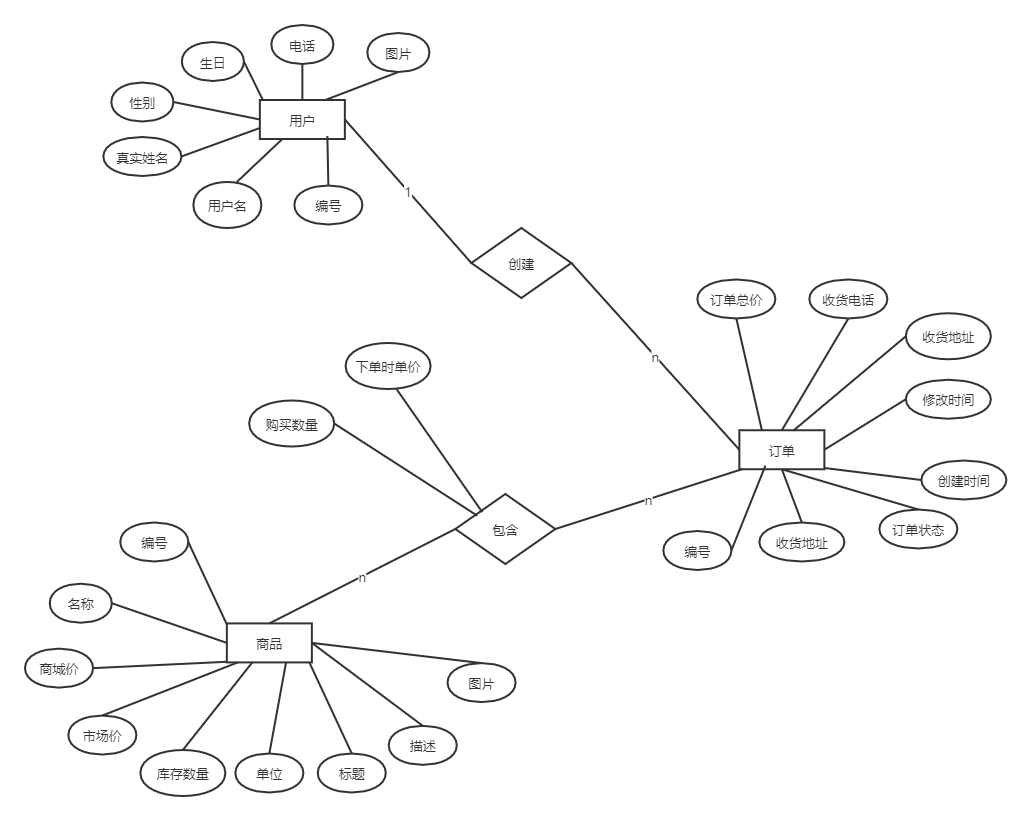 电话
图片
生日
性别
用户
真实姓名
用户名
编号
1
创建
订单总价
收货电话
收货地址
n
下单时单价
修改时间
购买数量
订单
创建时间
n
包含
订单状态
编号
收货地址
编号
n
名称
商品
商城价
图片
市场价
描述
库存数量
单位
标题